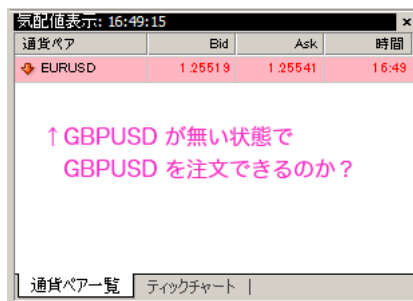 気配値表示: 16:49:15 ×
通貨ペア Bid Ask 時間
EURUSD 1.25519 1.25541 16:49
↑GBPUSD が無い状態で
GBPUSD を注文できるのか？
通貨ペア一覧 ティックチャート |